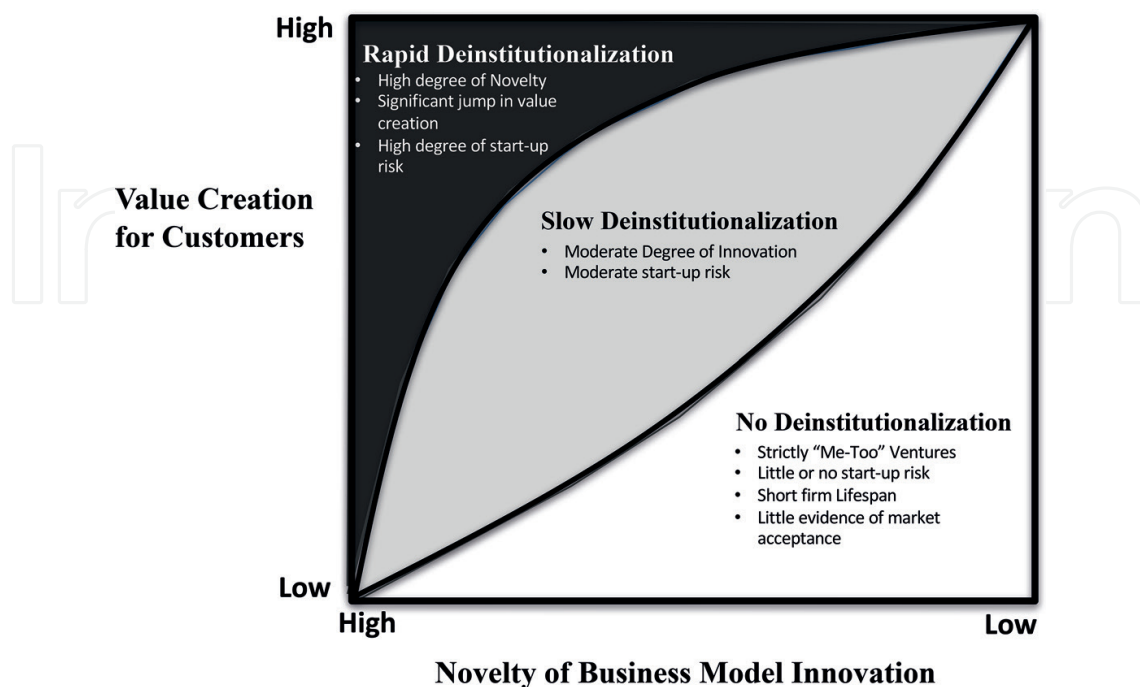 High
Rapid Deinstitutionalization
• High degree of Novelty
• Significant jump in value
creation
• High degree of start-up
risk
Value Creation
for Customers
Slow Deinstitutionalization
• Moderate Degree of Innovation
• Moderate start-up risk
No Deinstitutionalization
• Strictly “Me-Too” Ventures
• Little or no start-up risk
• Short firm Lifespan
• Little evidence of market
acceptance
Low
High
Low
Novelty of Business Model Innovation